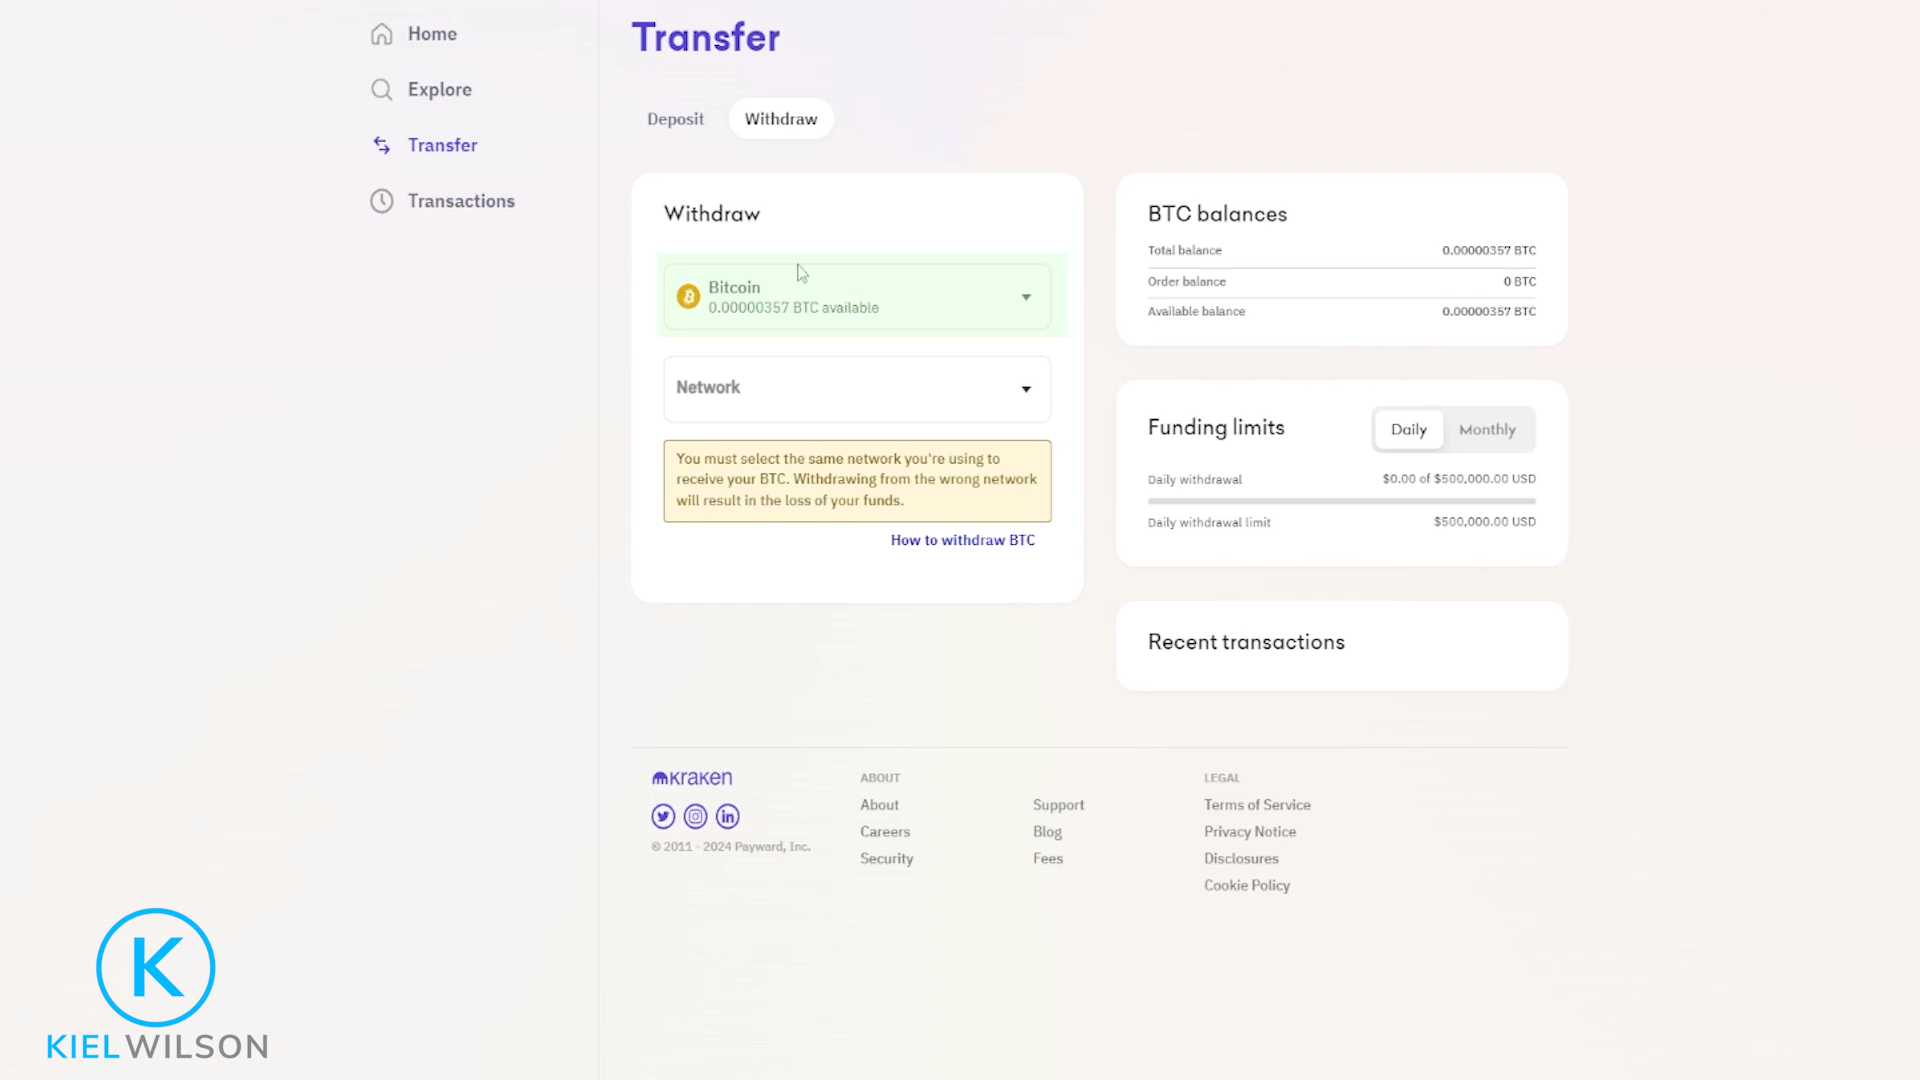 Home
Explore
Transfer
Transactions
Transfer
Deposit
Withdraw
Withdraw
Bitcoin
0.00000357 BTC available
Network
You must select the same network you're using to
receive your BTC. Withdrawing from the wrong network
will result in the loss of your funds.
How to withdraw BTC
BTC balances
Total balance 0.00000357 BTC
Order balance 0 BTC
Available balance 0.00000357 BTC
Funding limits
Daily
Monthly
Daily withdrawal $0.00 of $500,000.00 USD
Daily withdrawal limit $500,000.00 USD
Recent transactions
kraken
© 2011 - 2024 Payward, Inc.
ABOUT
About
Careers
Security
Support
Blog
Fees
LEGAL
Terms of Service
Privacy Notice
Disclosures
Cookie Policy
K
KIELWILSON